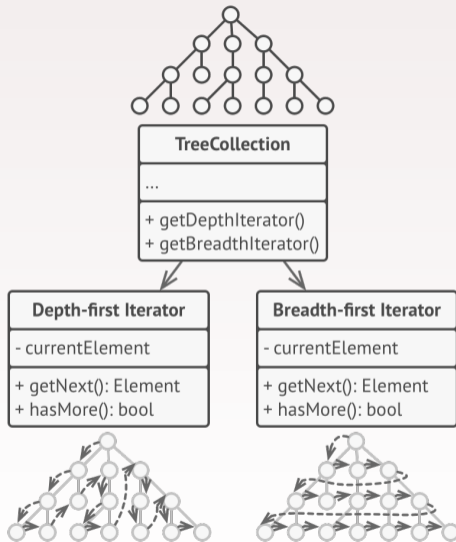 TreeCollection
...
+ getDepthIterator()
+ getBreadthIterator()
Depth-first Iterator
- currentElement
+ getNext(): Element
+ hasMore(): bool
Breadth-first Iterator
- currentElement
+ getNext(): Element
+ hasMore(): bool